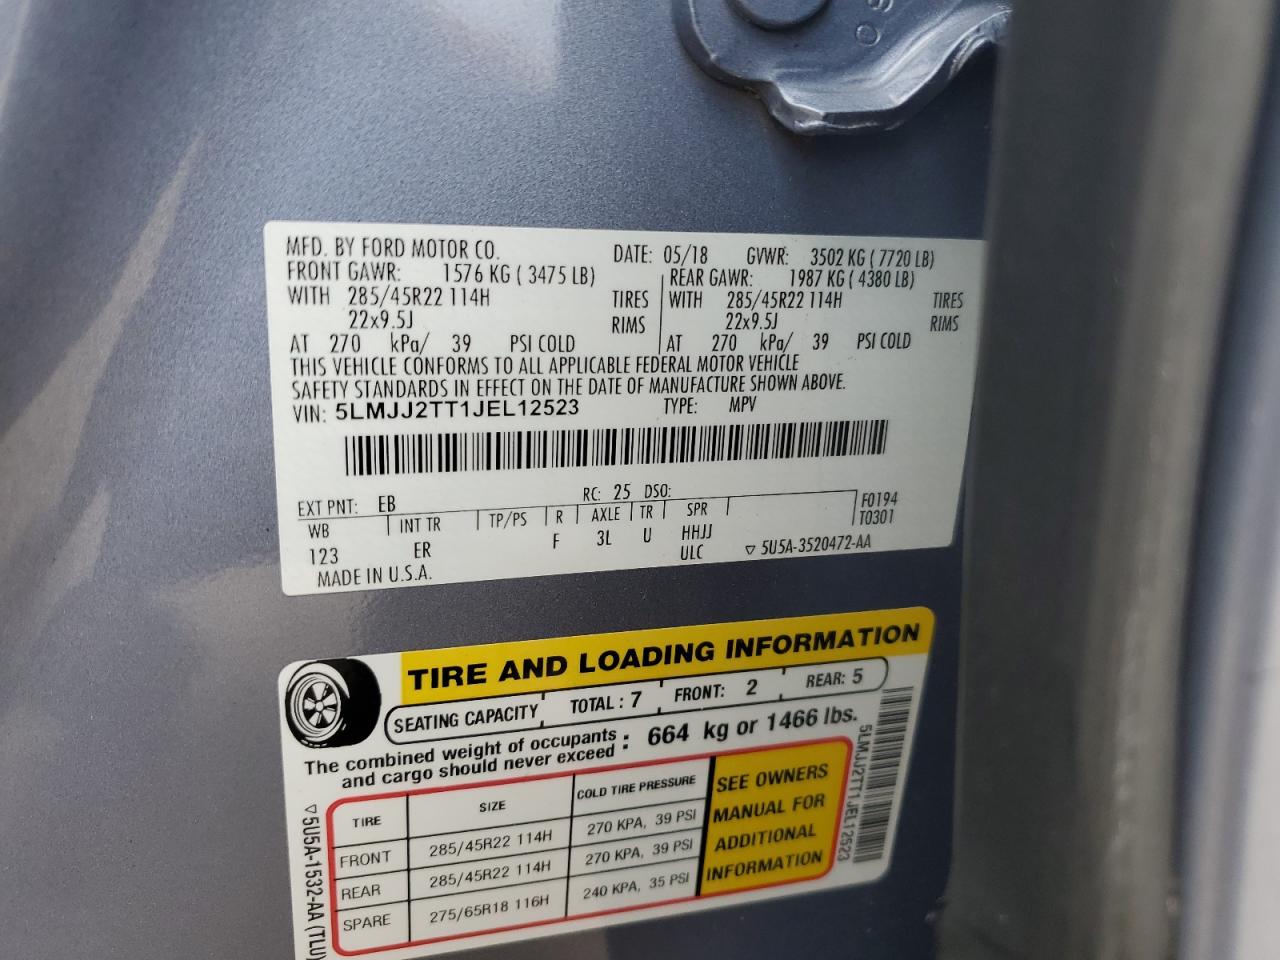 OSO
MFD. BY FORD MOTOR CO. DATE: 05/18 GVWR: 3502 KG ( 7720 LB)
FRONT GAWR: 1576 KG ( 3475 LB) REAR GAWR: 1987 KG ( 4380 LB)
WITH 285/45R22 114H TIRES WITH 285/45R22 114H TIRES
22x9.5J RIMS 22x9.5J RIMS
AT 270 kPa/ 39 PSI COLD AT 270 kPa/ 39 PSI COLD
THIS VEHICLE CONFORMS TO ALL APPLICABLE FEDERAL MOTOR VEHICLE
SAFETY STANDARDS IN EFFECT ON THE DATE OF MANUFACTURE SHOWN ABOVE.
VIN: 5LMJJ2TT1JEL12523 TYPE: MPV
EXT PNT: EB RC: 25 DSO:
WB INT TR TP/PS R AXLE TR SPR F0194
T0301
123 ER F 3L U HHJJ
ULC ▽ 5U5A-3520472-AA
MADE IN U.S.A.
TIRE AND LOADING INFORMATION
SEATING CAPACITY TOTAL : 7 FRONT: 2 REAR: 5
The combined weight of occupants and cargo should never exceed : 664 kg or 1466 lbs.
TIRE SIZE COLD TIRE PRESSURE
FRONT 285/45R22 114H 270 KPA, 39 PSI
REAR 285/45R22 114H 270 KPA, 39 PSI
SPARE 275/65R18 116H 240 KPA, 35 PSI
SEE OWNERS
MANUAL FOR
ADDITIONAL
INFORMATION
5LMJJ2TT1JEL12523
▽ 5U5A-1532-AA (TLU)